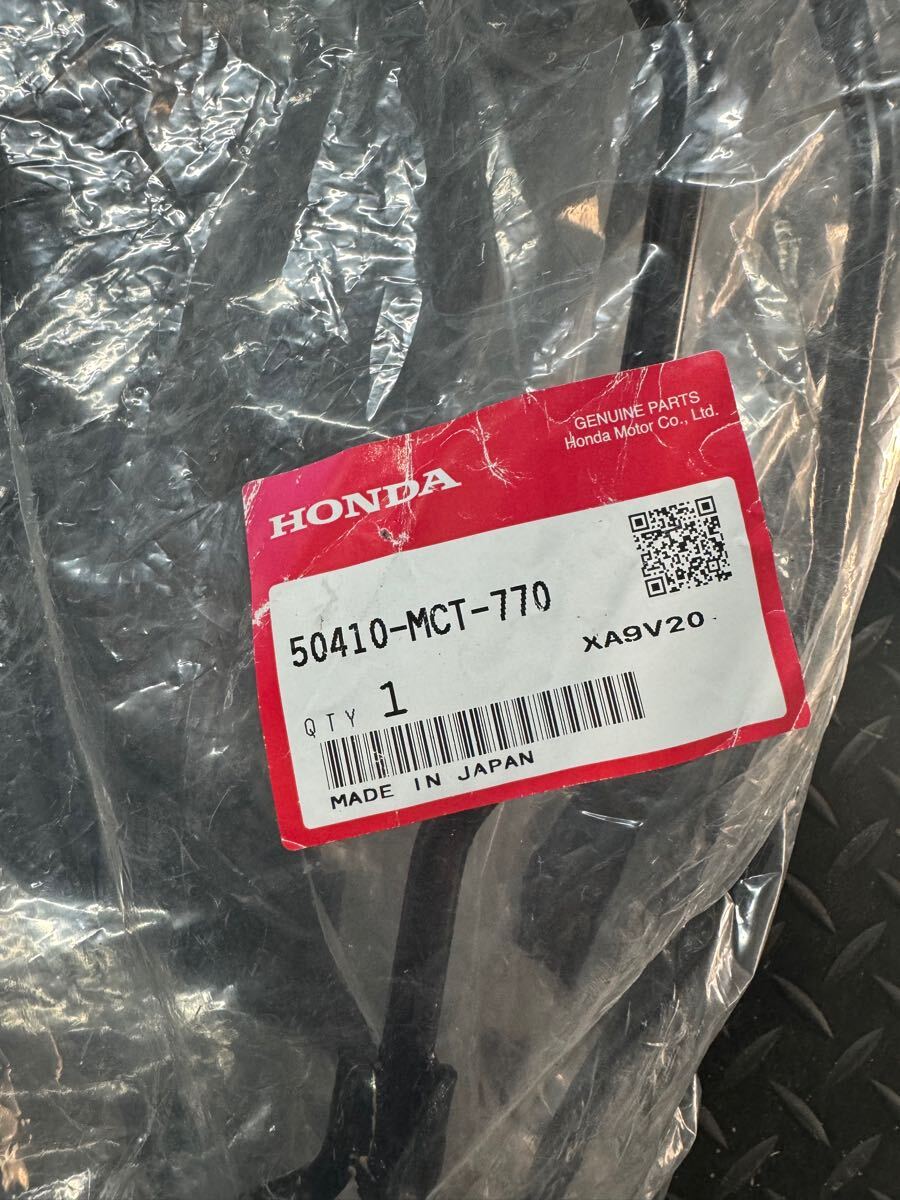 GENUINE PARTS
Honda Motor Co., Ltd.
HONDA
50410-MCT-770
XA9V20
QTY 1
MADE IN JAPAN